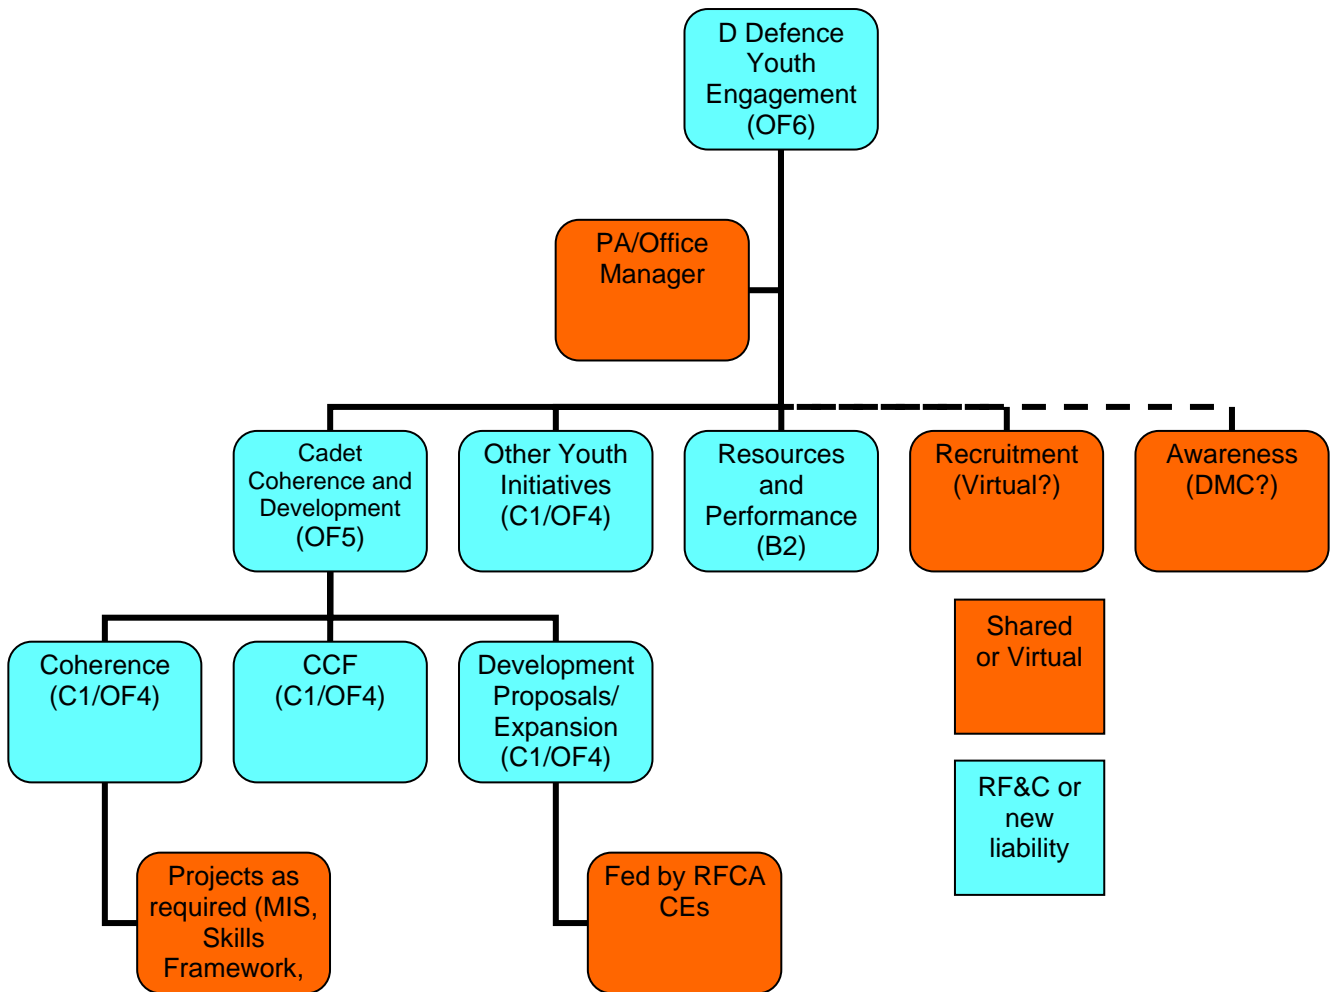 D Defence
Youth
Engagement
(OF6)
PA/Office
Manager
Cadet
Coherence and
Development
(OF5)
Other Youth
Initiatives
(C1/OF4)
Resources
and
Performance
(B2)
Recruitment
(Virtual?)
Awareness
(DMC?)
Shared
or Virtual
Coherence
(C1/OF4)
CCF
(C1/OF4)
Development
Proposals/
Expansion
(C1/OF4)
RF&C or
new
liability
Projects as
required (MIS,
Skills
Framework,
Fed by RFCA
CEs